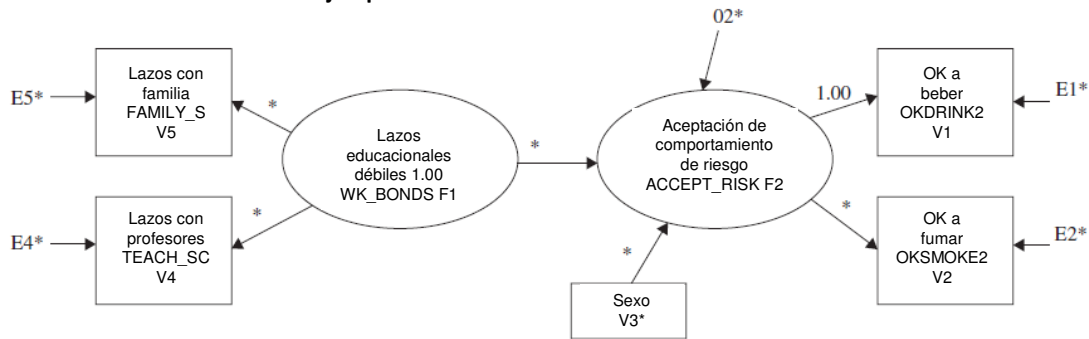 02*
E5*
Lazos con
familia
FAMILY_S
V5
*
Lazos
educacionales
débiles 1.00
WK_BONDS F1
*
Aceptación de
comportamiento
de riesgo
ACCEPT_RISK F2
1.00
OK a
beber
OKDRINK2
V1
E1*
E4*
Lazos con
profesores
TEACH_SC
V4
*
*
Sexo
V3*
*
OK a
fumar
OKSMOKE2
V2
E2*